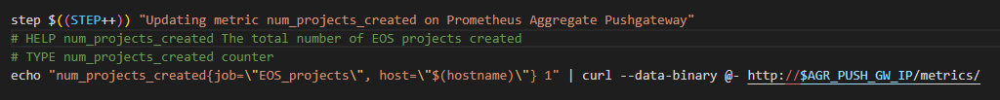 step $((STEP++)) "Updating metric num_projects_created on Prometheus Aggregate Pushgateway"
# HELP num_projects_created The total number of EOS projects created
# TYPE num_projects_created counter
echo "num_projects_created{job=\"EOS_projects\", host=\"$(hostname)\"} 1" | curl --data-binary @- http://$AGR_PUSH_GW_IP/metrics/